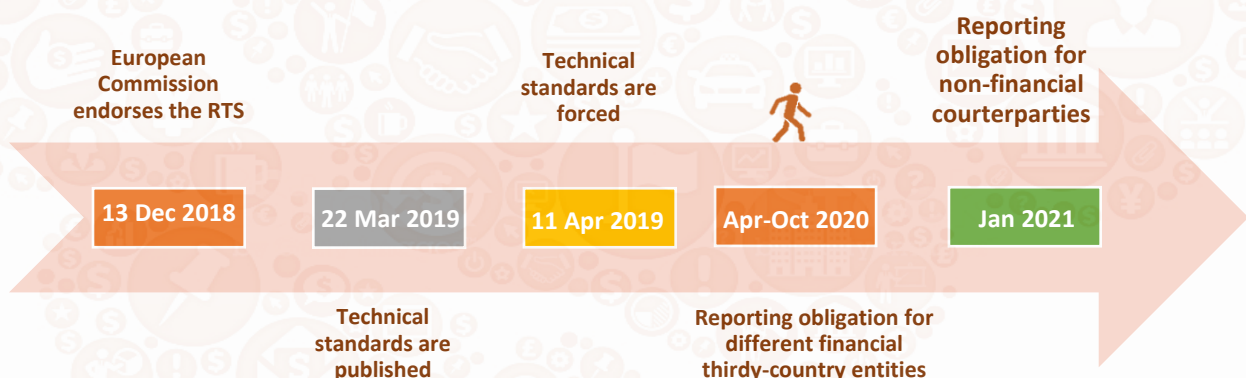 European
Commission
endorses the RTS
Technical
standards are
forced
Reporting
obligation for
non-financial
counterparties
13 Dec 2018
22 Mar 2019
11 Apr 2019
Apr-Oct 2020
Jan 2021
Technical
standards are
published
Reporting obligation for
different financial
thirdy-country entities